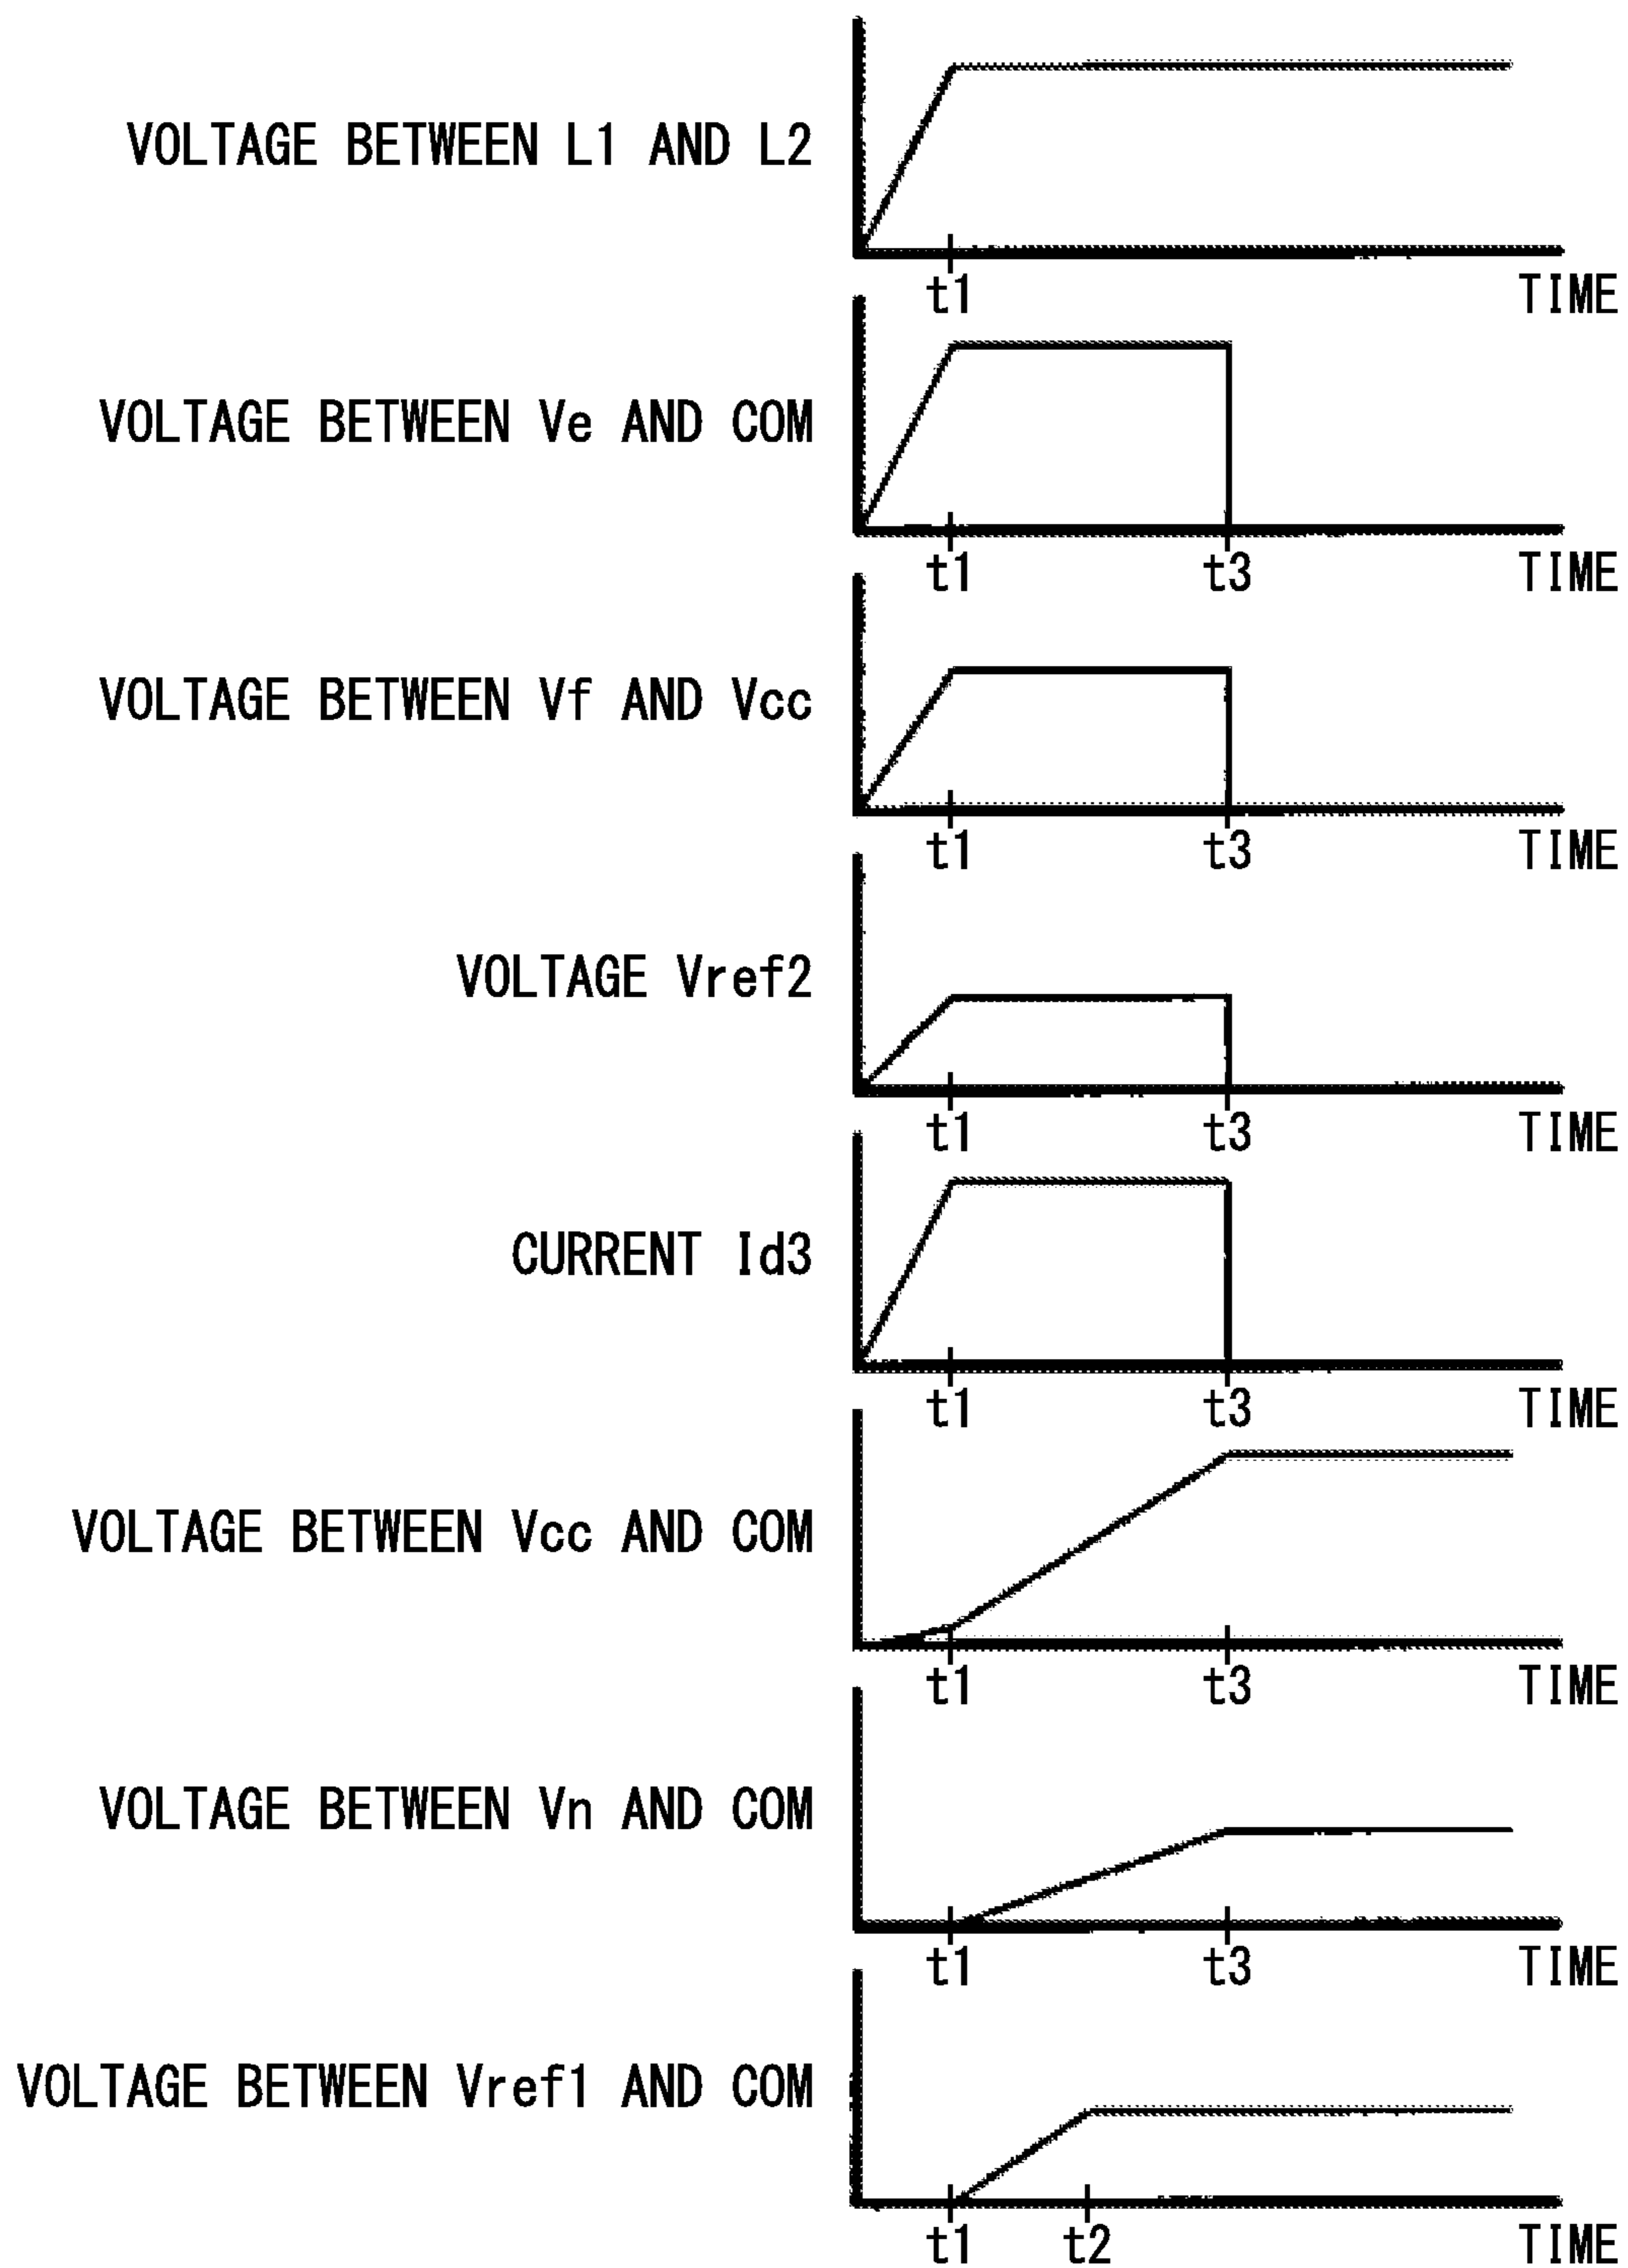 VOLTAGE BETWEEN L1 AND L2
t1 TIME
VOLTAGE BETWEEN Ve AND COM
t1 t3 TIME
VOLTAGE BETWEEN Vf AND Vcc
t1 t3 TIME
VOLTAGE Vref2
t1 t3 TIME
CURRENT Id3
t1 t3 TIME
VOLTAGE BETWEEN Vcc AND COM
t1 t3 TIME
VOLTAGE BETWEEN Vn AND COM
t1 t3 TIME
VOLTAGE BETWEEN Vref1 AND COM
t1 t2 TIME